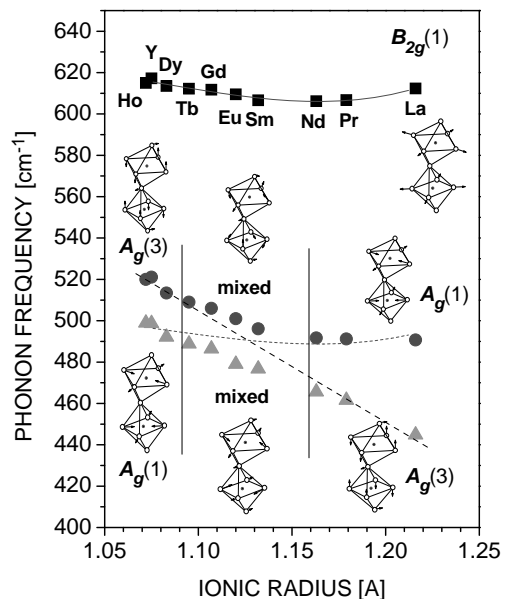 640
620
600
580
560
540
520
500
480
460
440
420
400
PHONON FREQUENCY [cm-1]
B2g(1)
Y
Dy
Gd
Ho
Tb
Eu
Sm
Nd
Pr
La
Ag(3)
mixed
Ag(1)
mixed
Ag(1)
Ag(3)
1.05
1.10
1.15
1.20
1.25
IONIC RADIUS [A]